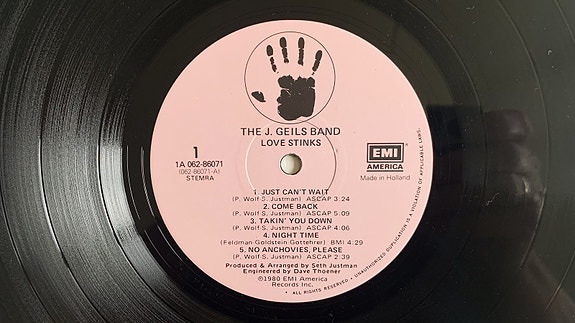 THE J. GEILS BAND
LOVE STINKS
1
1A 062-86071
(062-86071-A)
STEMRA
EMI
AMERICA
Made in Holland
1. JUST CAN'T WAIT
(P. Wolf S. Justman) ASCAP 3:24
2. COME BACK
(P. Wolf S. Justman) ASCAP 5:09
3. TAKIN' YOU DOWN
(P. Wolf S. Justman) ASCAP 4:06
4. NIGHT TIME
(Feldman-Goldstein-Gottehrer) BMI 4:29
5. NO ANCHOVIES, PLEASE
(P. Wolf S. Justman) ASCAP 2:39
Produced & Arranged by Seth Justman
Engineered by Dave Thoener
℗1980 EMI America
Records Inc.
• ALL RIGHTS RESERVED • UNAUTHORIZED DUPLICATION IS A VIOLATION OF APPLICABLE LAWS.